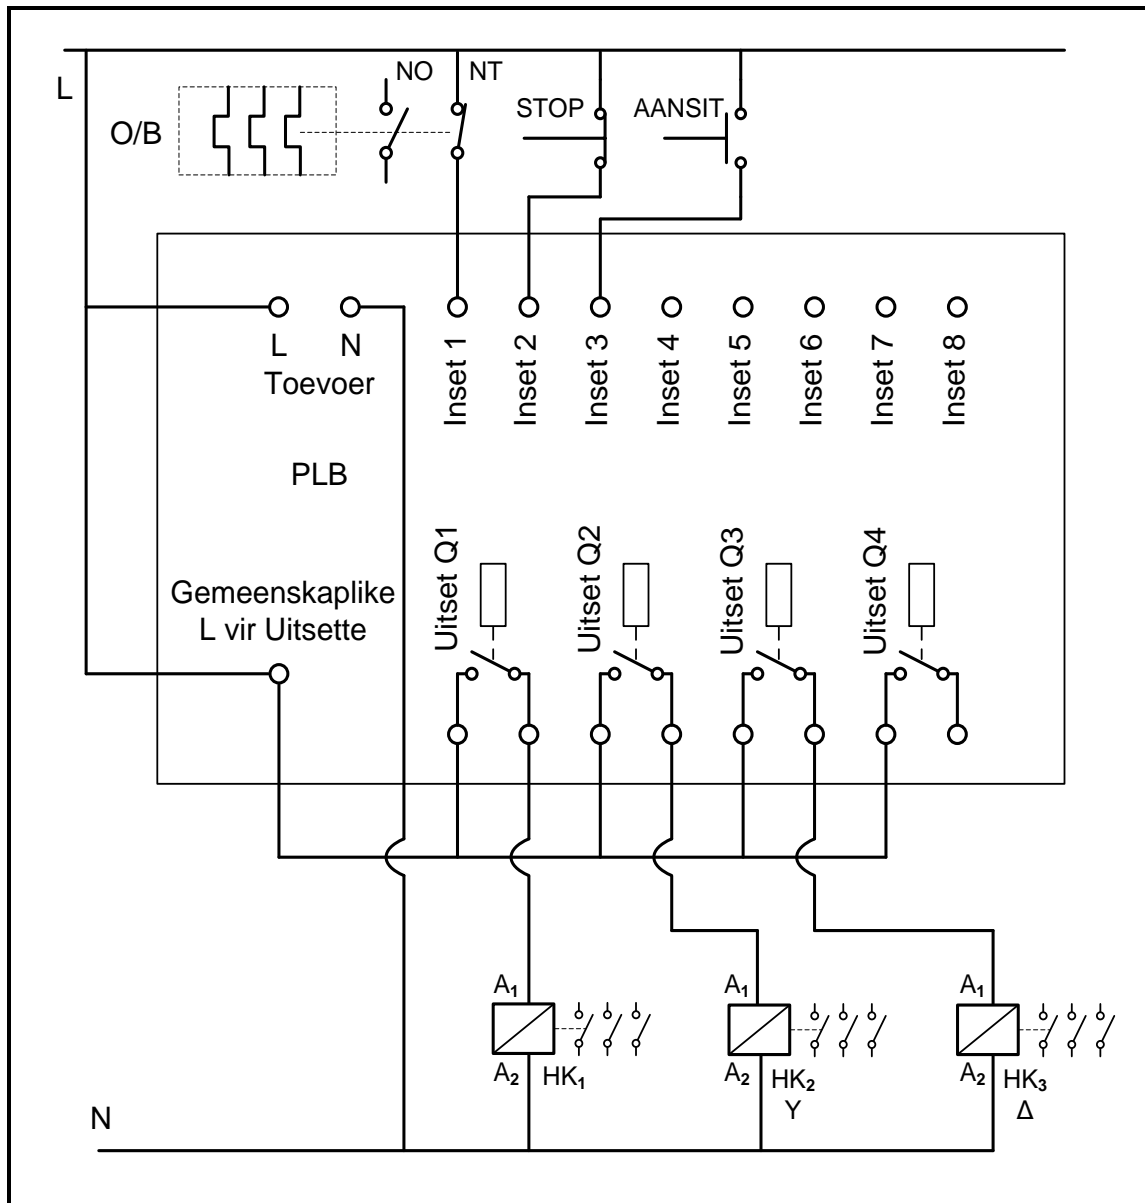 L
NO
NT
O/B
STOP
AANSIT
L
N
Toevoer
Inset 1
Inset 2
Inset 3
Inset 4
Inset 5
Inset 6
Inset 7
Inset 8
PLB
Gemeenskaplike
L vir Uitsette
Uitset Q1
Uitset Q2
Uitset Q3
Uitset Q4
A₁
A₂
HK₁
A₁
A₂
HK₂
Y
A₁
A₂
HK₃
Δ
N